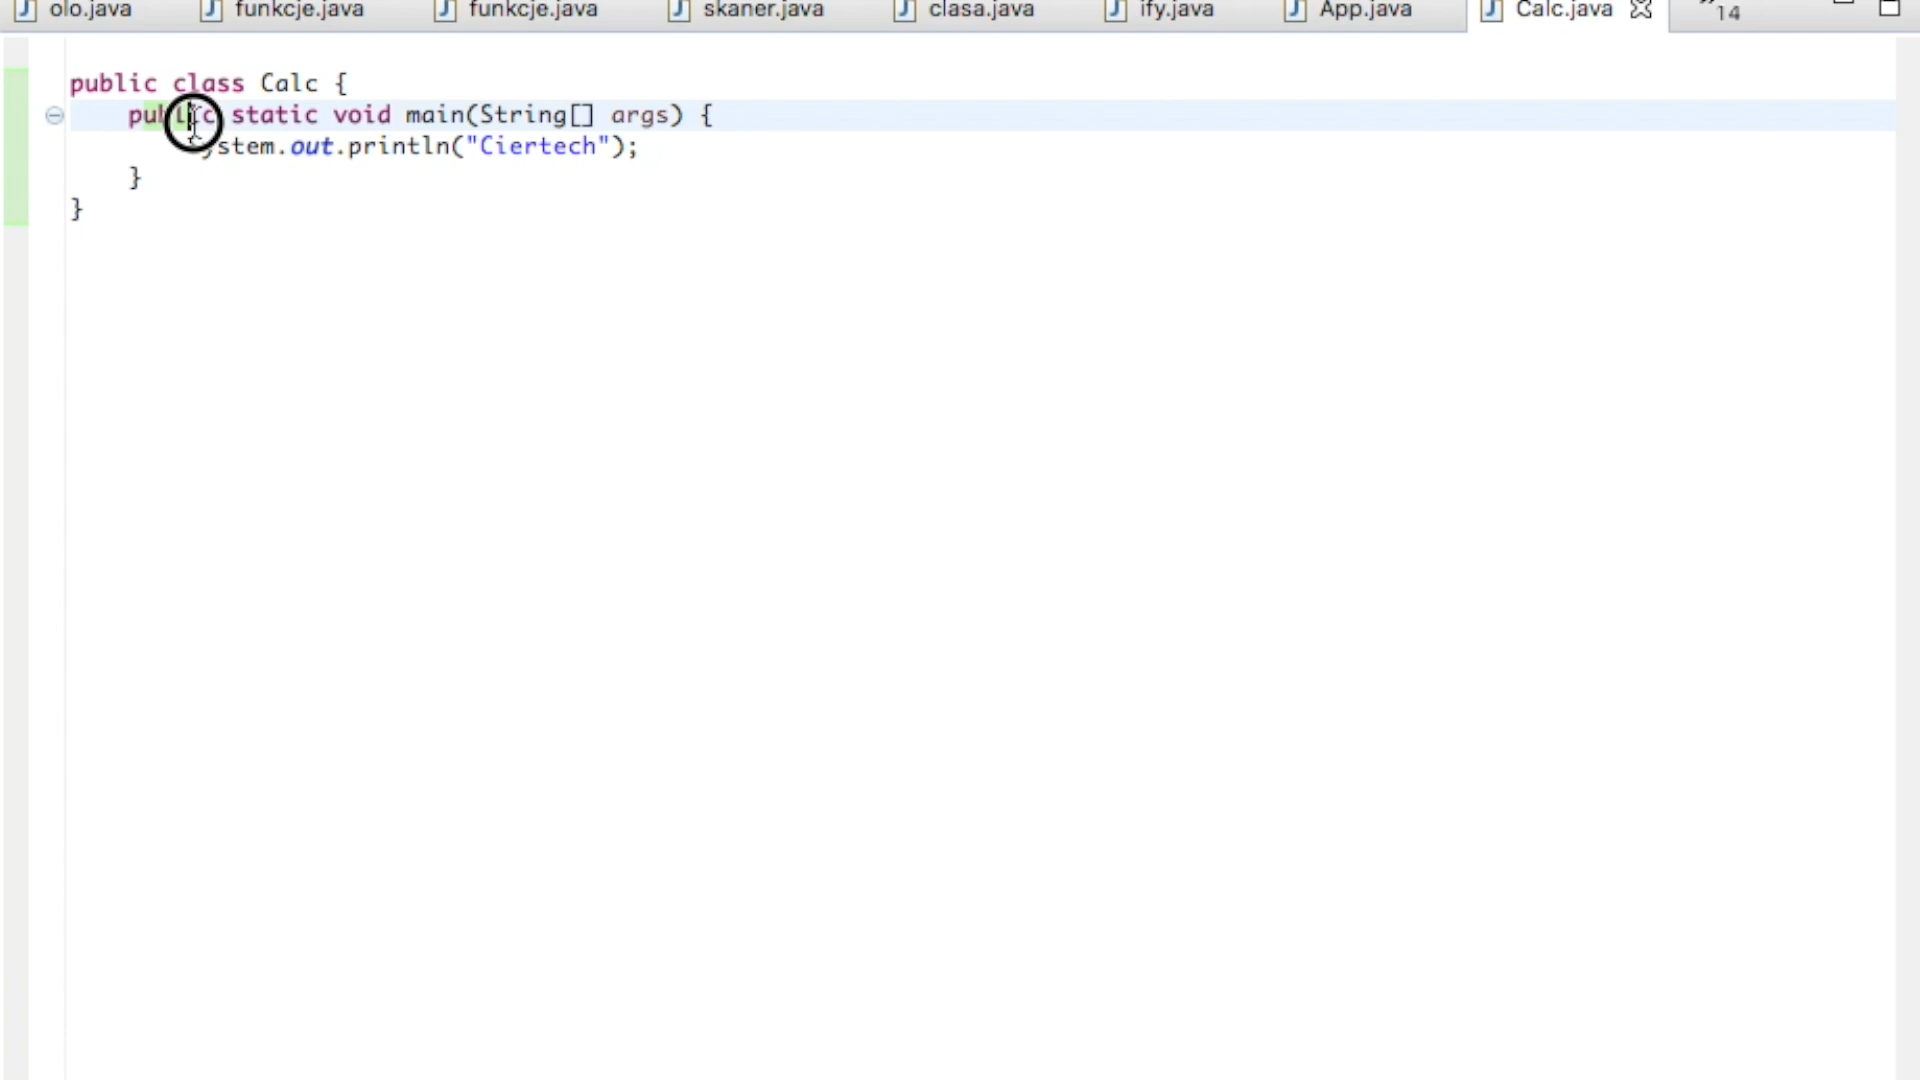 olo.java funkcje.java funkcje.java skaner.java clasa.java ify.java App.java Calc.java 14
public class Calc {
public static void main(String[] args) {
System.out.println("Ciertech");
}
}